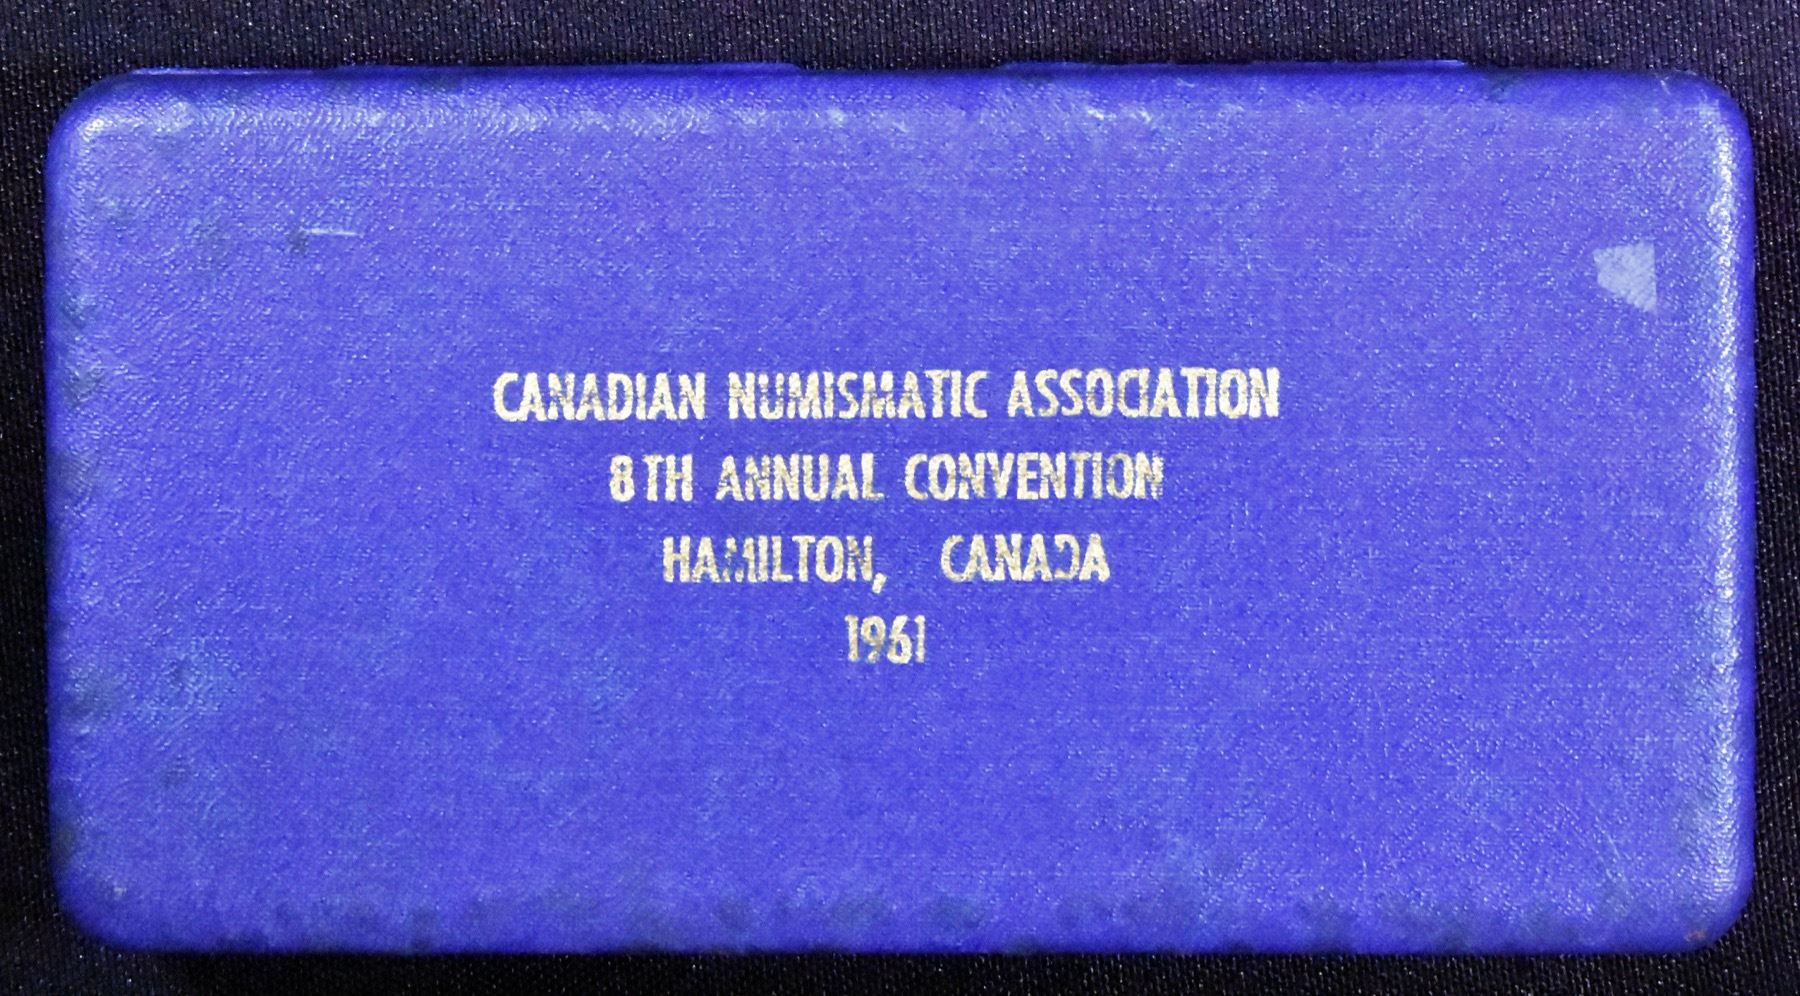 CANADIAN NUMISMATIC ASSOCIATION
8TH ANNUAL CONVENTION
HAMILTON, CANADA
1961